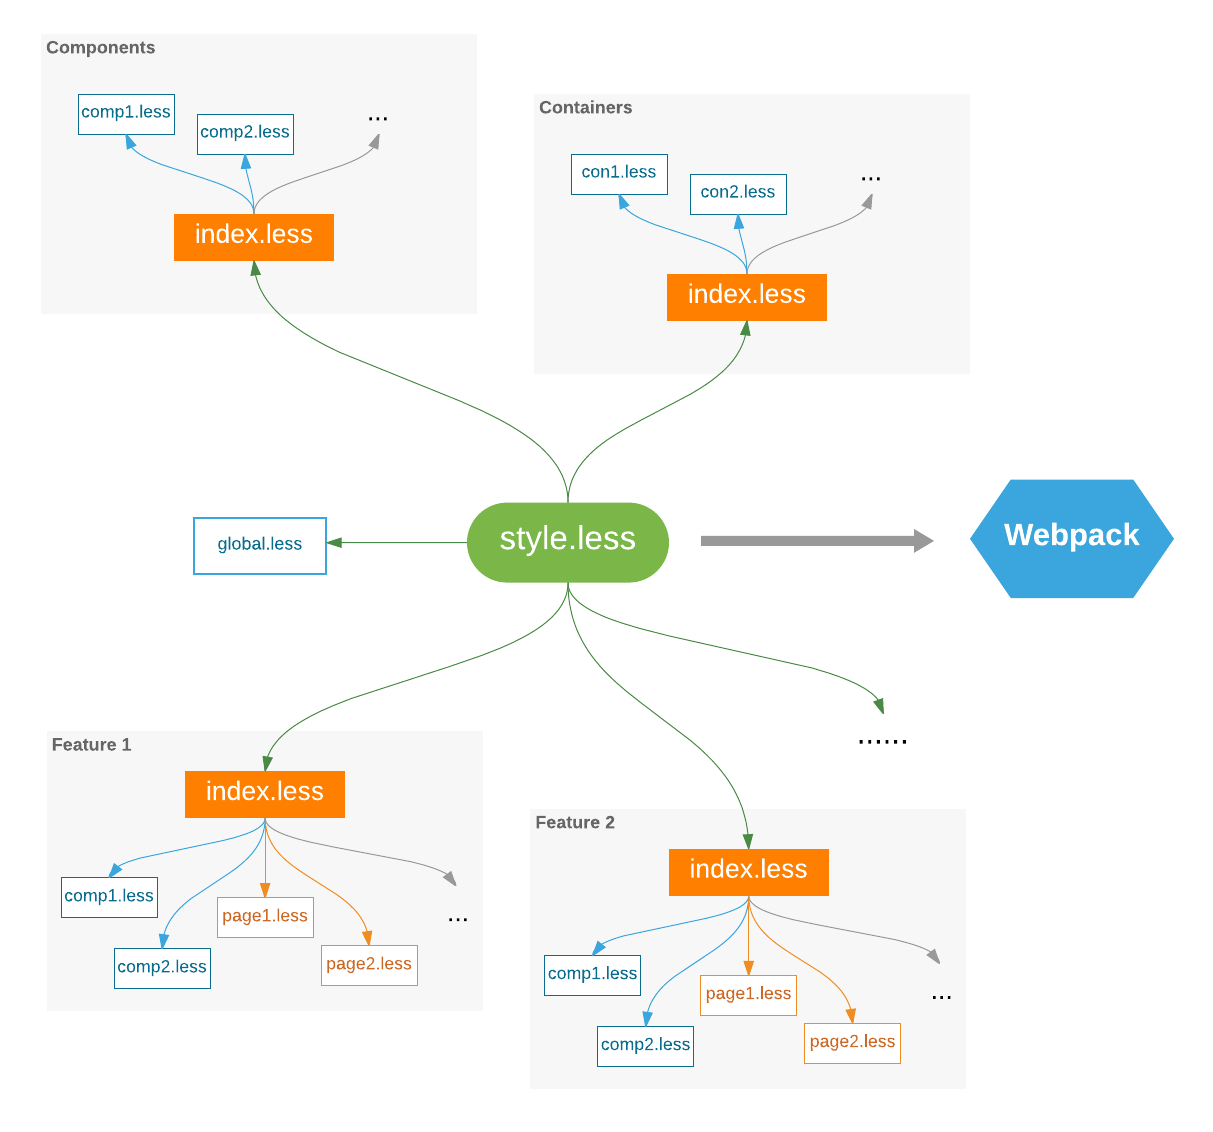 Components
comp1.less
comp2.less
...
index.less
Containers
con1.less
con2.less
...
index.less
global.less
style.less
Webpack
......
Feature 1
index.less
comp1.less
page1.less
...
comp2.less
page2.less
Feature 2
index.less
comp1.less
page1.less
...
comp2.less
page2.less